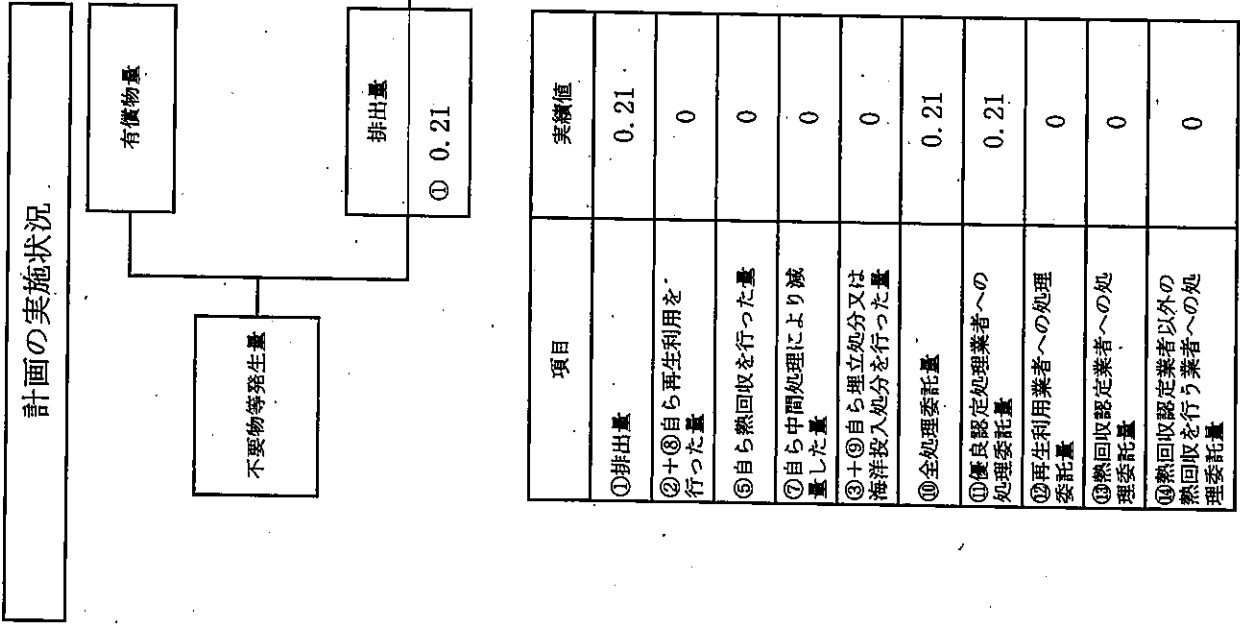 計画の実施状況
有償物量
不要物等発生量
排出量
① 0.21
項目 実績値
①排出量 0.21
②+⑧自ら再生利用を
行った量 0
⑤自ら熱回収を行った量 0
⑦自ら中間処理により減
量した量 0
③+⑨自ら埋立処分又は
海洋投入処分を行った量 0
⑩全処理委託量 0.21
⑪優良認定処理業者への
処理委託量 0.21
⑫再生利用業者への処理
委託量 0
⑬熱回収認定業者への処
理委託量 0
⑭熱回収認定業者以外の
熱回収を行う業者への処
理委託量 0